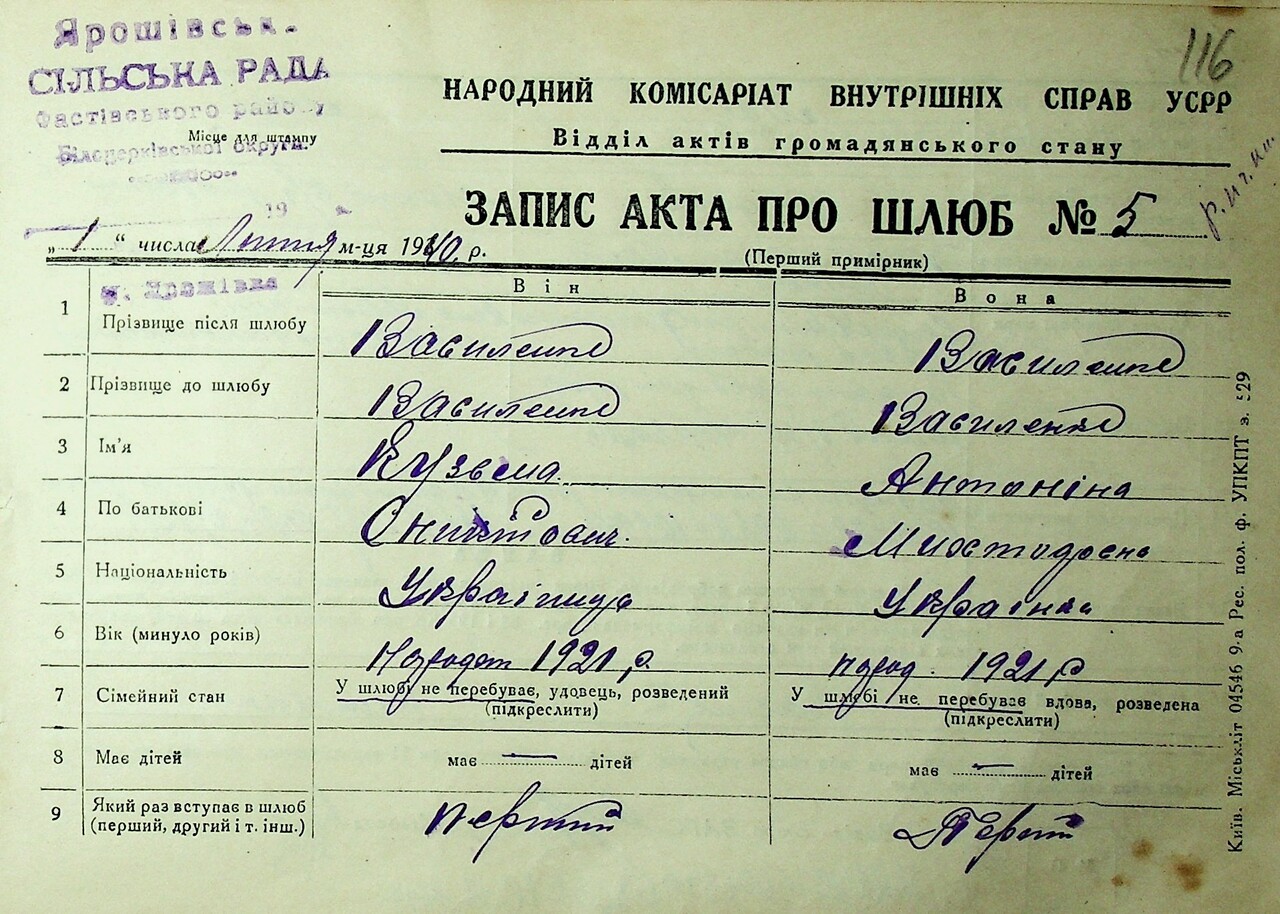 Ярошівськ.
СІЛЬСЬКА РАДА
Фастівського району
Місце для штампу
Білоцерківської округи
116
НАРОДНИЙ КОМІСАРІАТ ВНУТРІШНІХ СПРАВ УСРР
Відділ актів громадянського стану
ЗАПИС АКТА ПРО ШЛЮБ № 5
(Перший примірник)
19
„ 1 “ числа м-ця 1940 р.
с. Ярошівка
Він Вона
1 Прізвище після шлюбу Василенко Василенко
2 Прізвище до шлюбу Василенко Василенко
3 Ім’я Кузьма Антоніна
4 По батькові
5 Національність Українець Українка
6 Вік (минуло років) 1921 р. народ. 1921 р
7 Сімейний стан У шлюбі не перебуває, удовець, розведений У шлюбі не перебуває вдова, розведена
(підкреслити) (підкреслити)
8 Має дітей має — дітей має — дітей
9 Який раз вступає в шлюб
(перший, другий і т. інш.) Перший Перший
Київ. Міськліт 04546 9-а Рес. пол. ф. УПКПТ з. 529